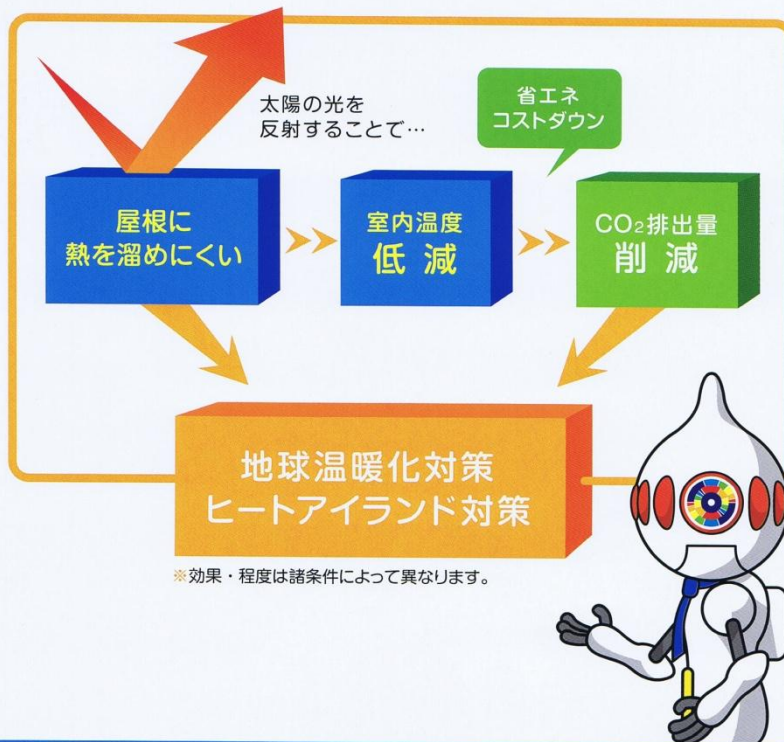 太陽の光を
反射することで…
省エネ
コストダウン
屋根に
熱を溜めにくい
室内温度
低減
CO₂排出量
削減
地球温暖化対策
ヒートアイランド対策
※効果・程度は諸条件によって異なります。